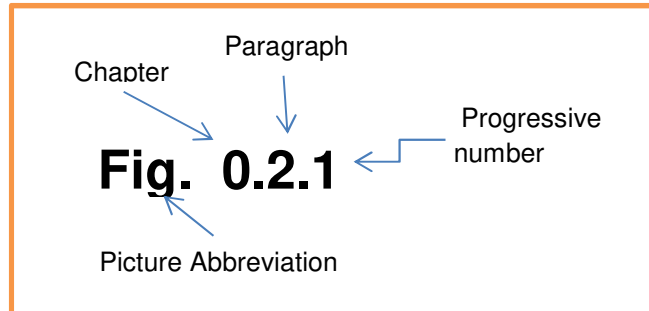 Paragraph
Chapter
Progressive
number
Fig. 0.2.1
Picture Abbreviation